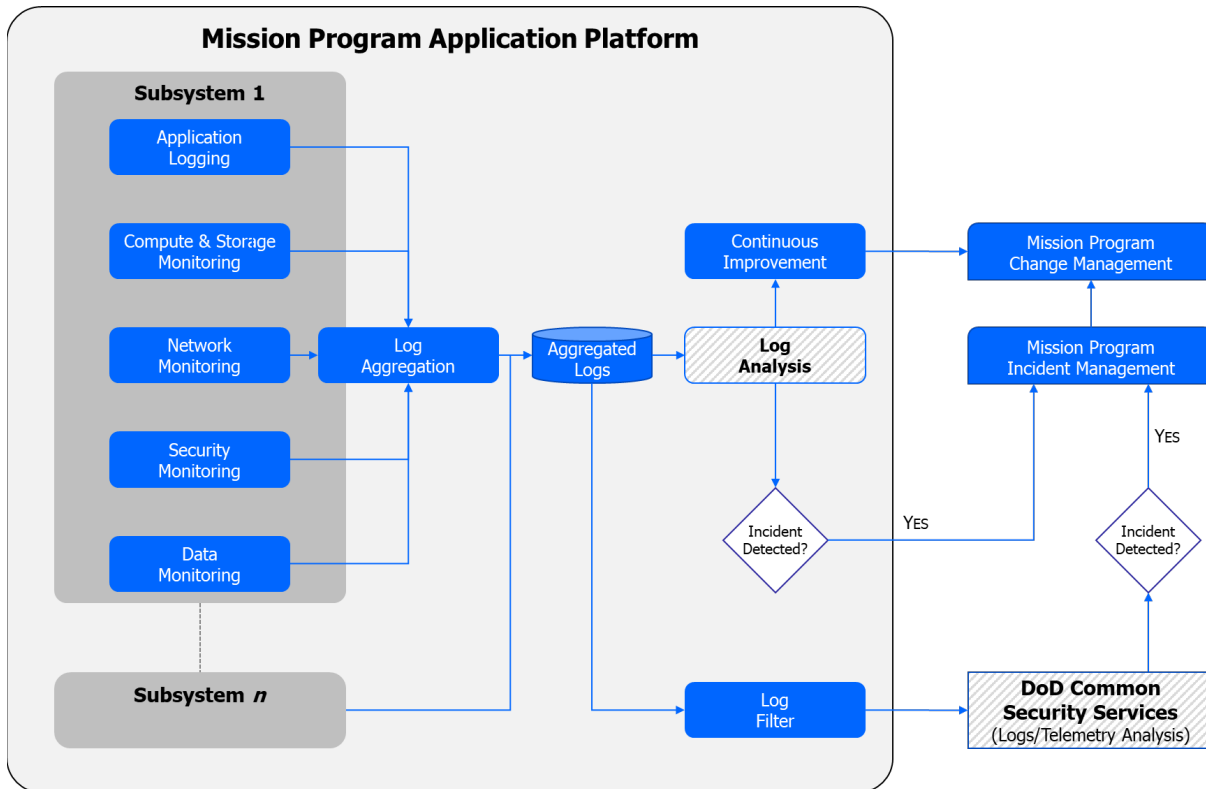 Mission Program Application Platform
Subsystem 1
Application
Logging
Compute & Storage
Monitoring
Network
Monitoring
Security
Monitoring
Data
Monitoring
Subsystem n
Log
Aggregation
Aggregated
Logs
Continuous
Improvement
Log
Analysis
Incident
Detected?
YES
Log
Filter
Mission Program
Change Management
Mission Program
Incident Management
YES
Incident
Detected?
DoD Common
Security Services
(Logs/Telemetry Analysis)